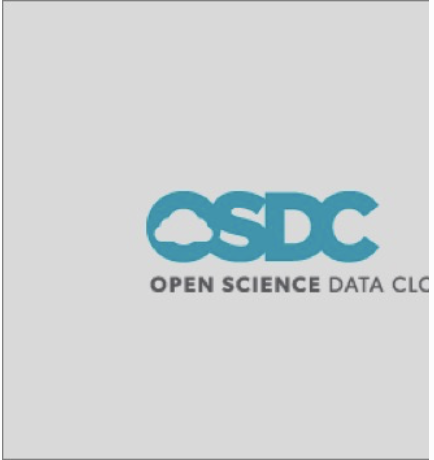 OSDC
OPEN SCIENCE DATA CLO